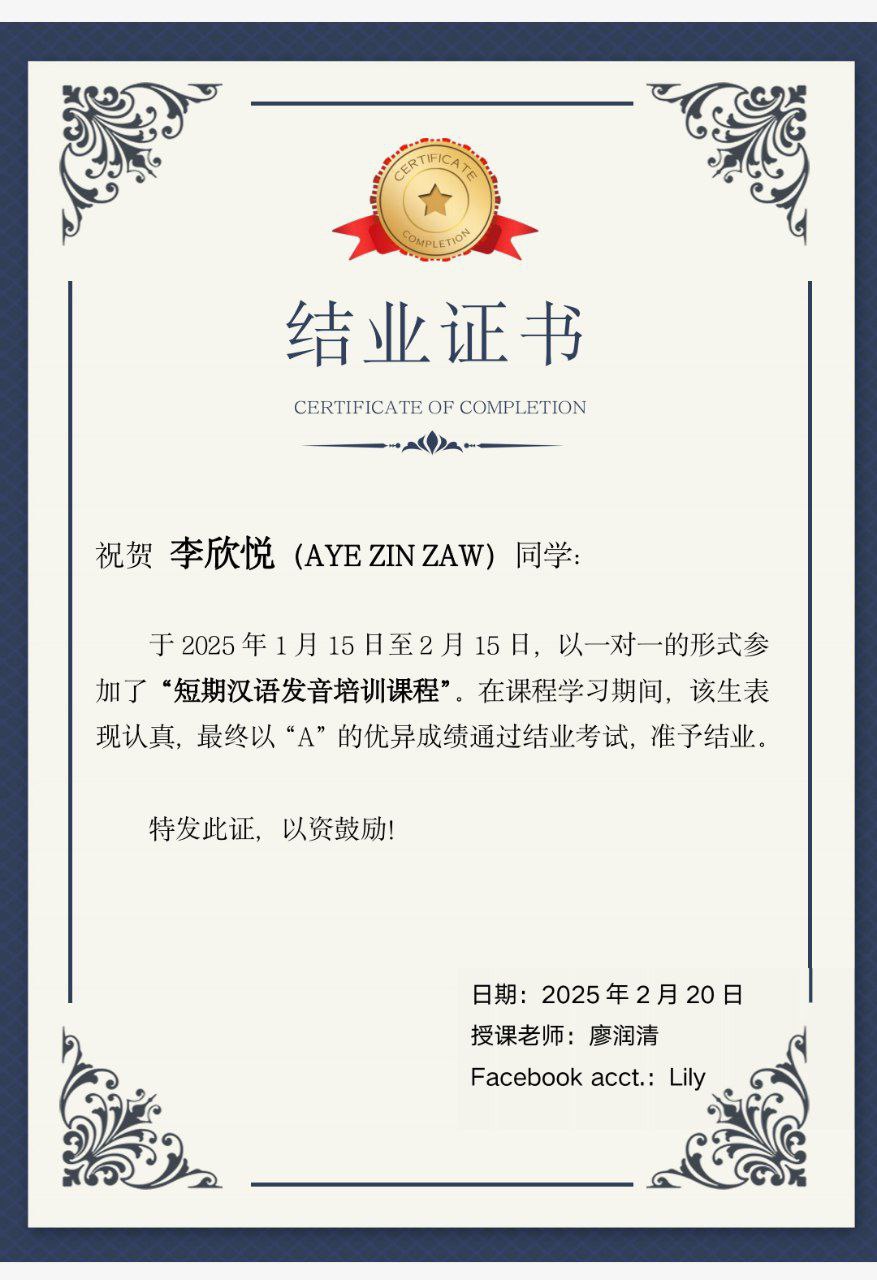 CERTIFICATE
COMPLETION
结业证书
CERTIFICATE OF COMPLETION
祝贺 李欣悦（AYE ZIN ZAW）同学：
于 2025 年 1 月 15 日至 2 月 15 日，以一对一的形式参
加了“短期汉语发音培训课程”。在课程学习期间，该生表
现认真，最终以“A”的优异成绩通过结业考试，准予结业。
特发此证，以资鼓励！
日期：2025 年 2 月 20 日
授课老师：廖润清
Facebook acct.：Lily